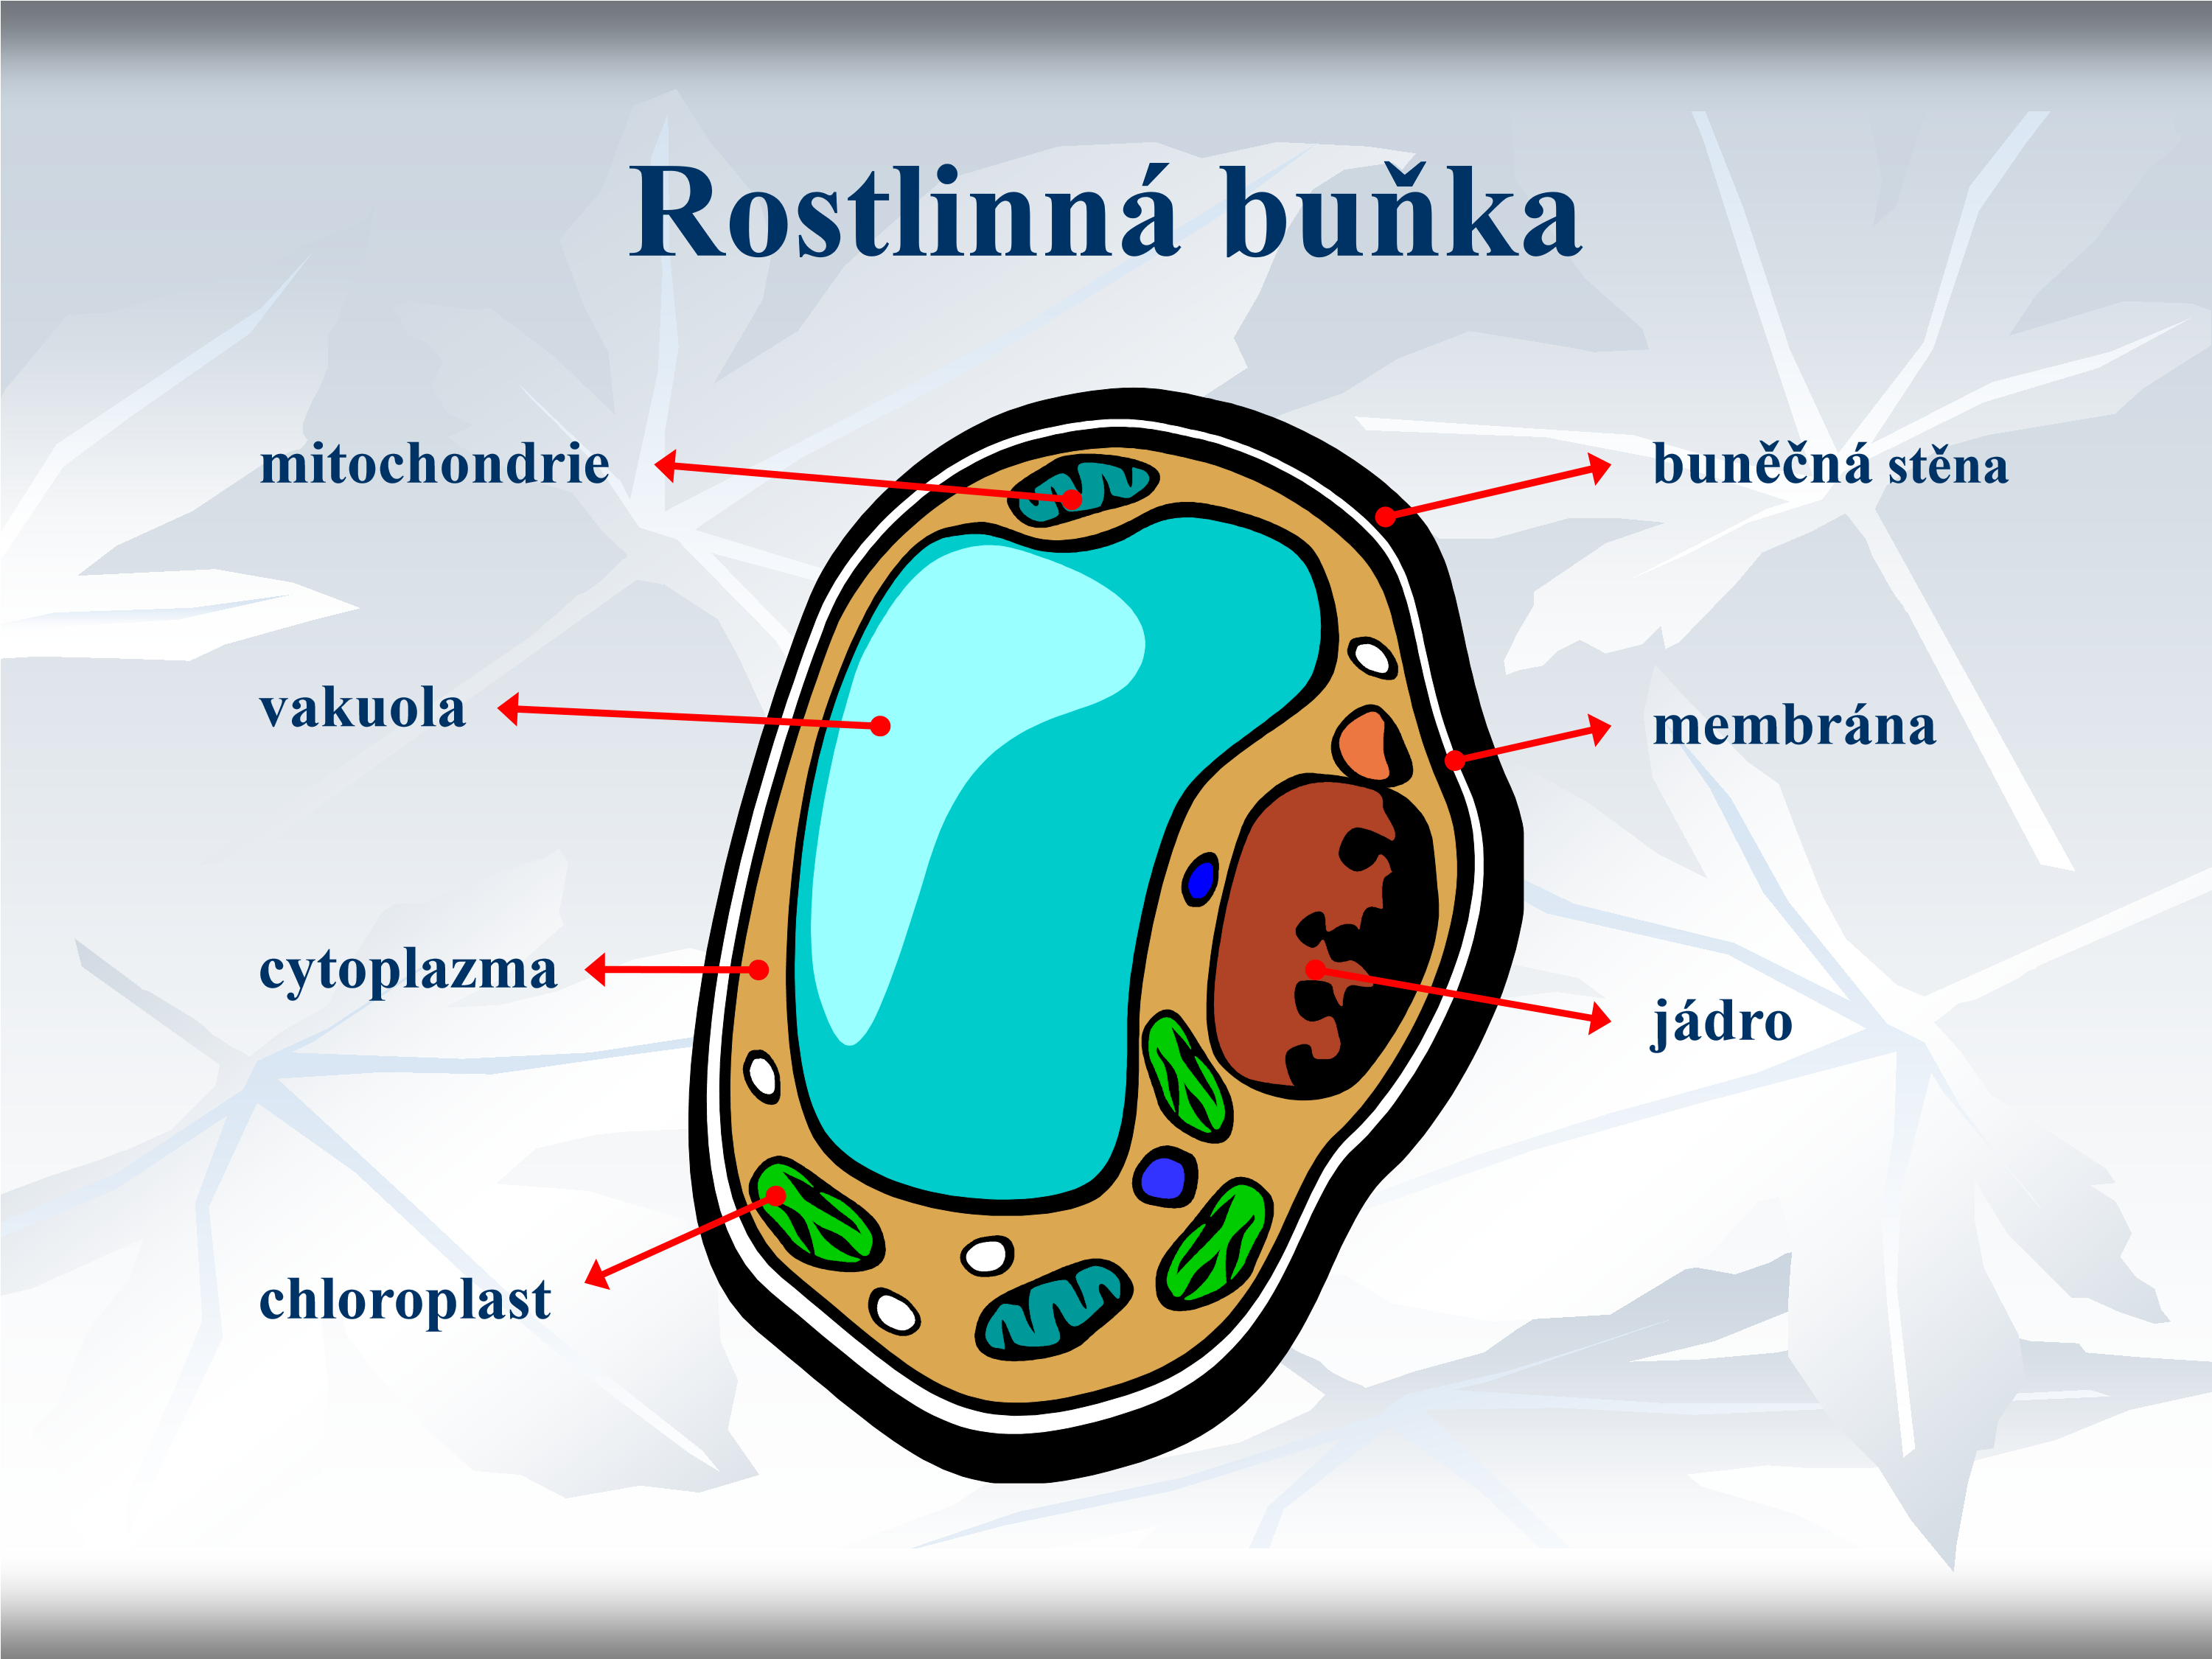 Rostlinná buňka
mitochondrie
buněčná stěna
vakuola
membrána
cytoplazma
jádro
chloroplast